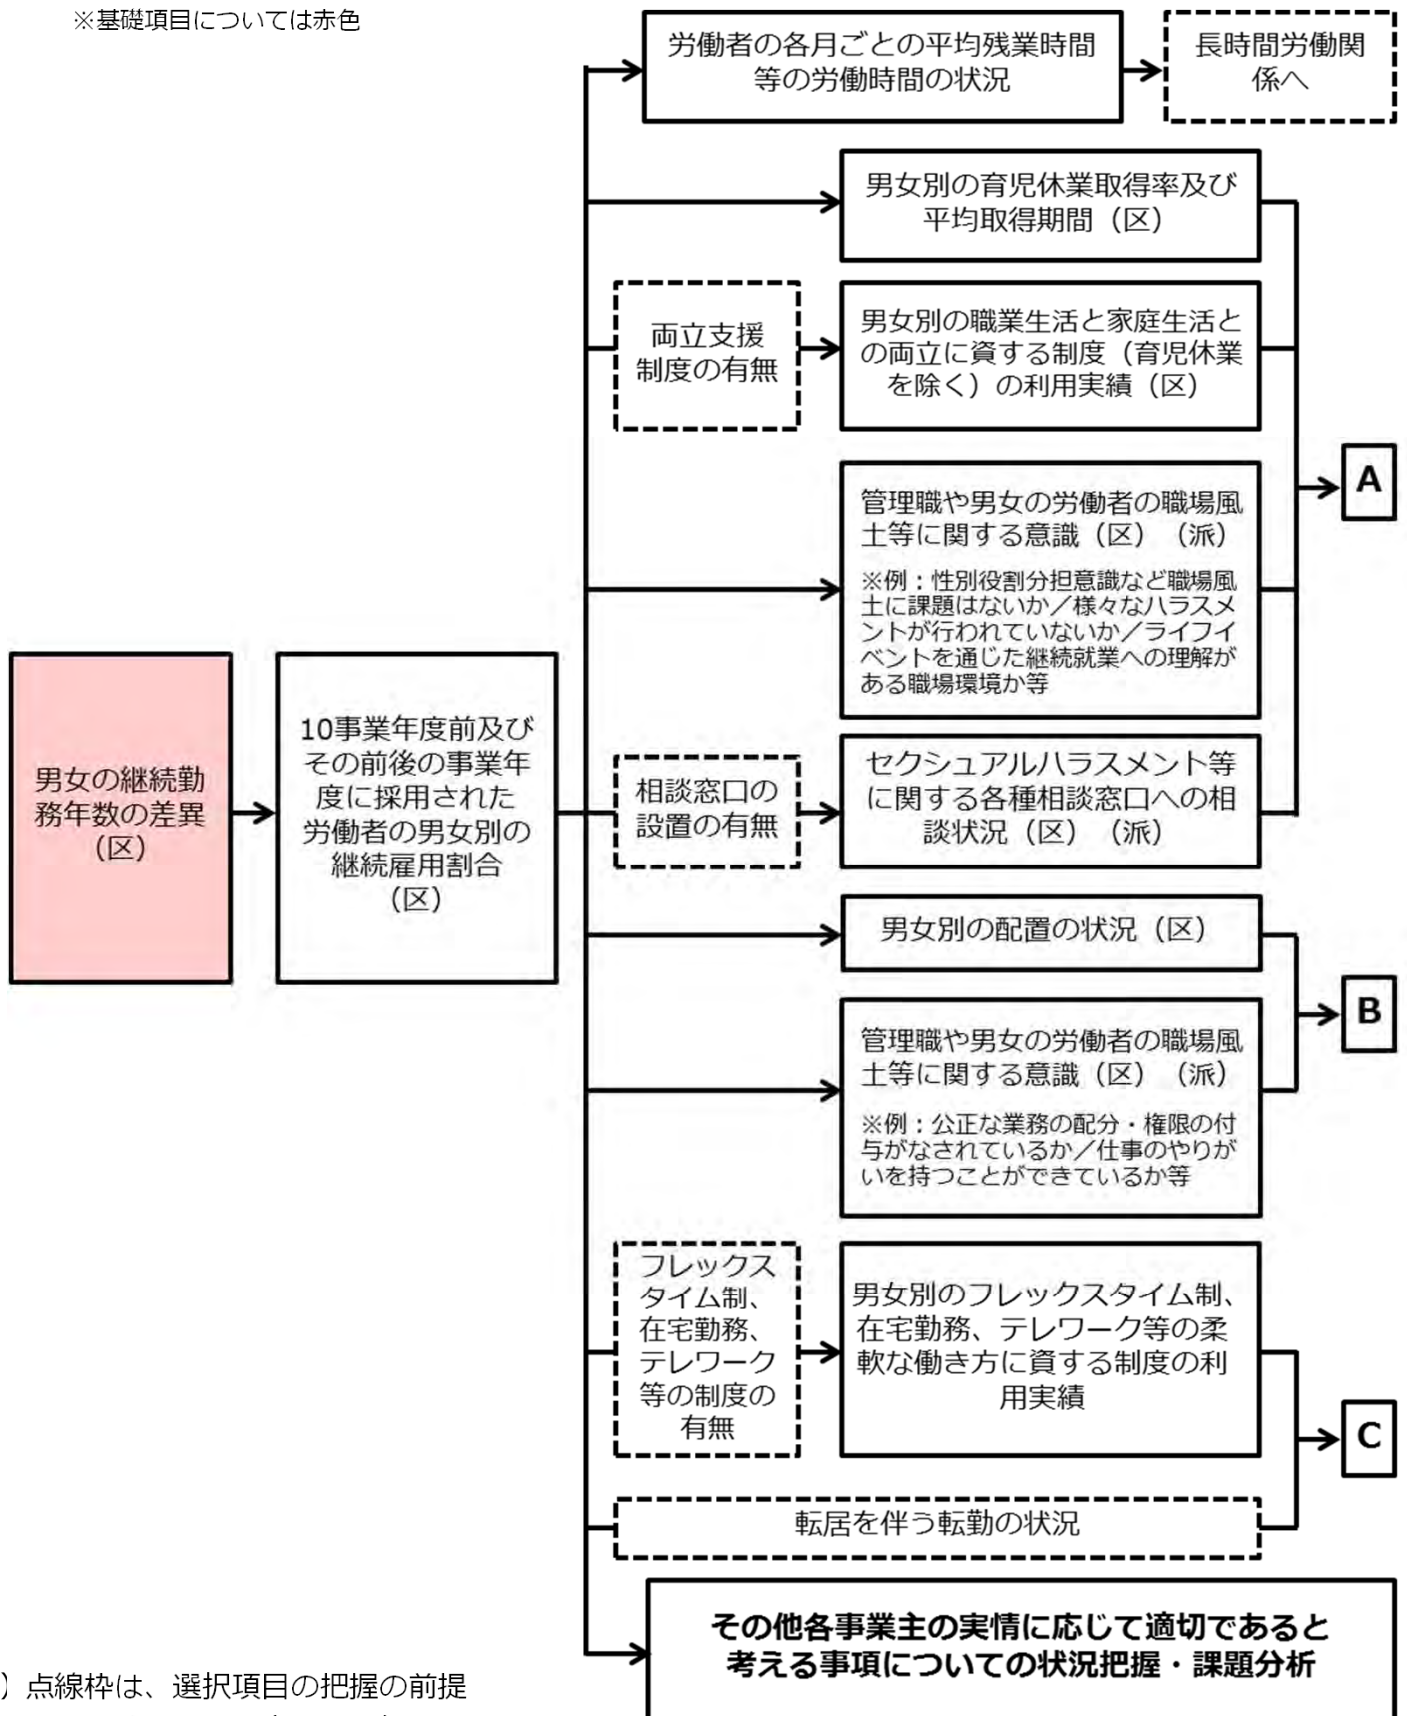 ※基礎項目については赤色
労働者の各月ごとの平均残業時間
等の労働時間の状況
長時間労働関
係へ
男女別の育児休業取得率及び
平均取得期間（区）
両立支援
制度の有無
男女別の職業生活と家庭生活と
の両立に資する制度（育児休業
を除く）の利用実績（区）
管理職や男女の労働者の職場風
土等に関する意識（区）（派）
※例：性別役割分担意識など職場風
土に課題はないか／様々なハラスメ
ントが行われていないか／ライフイ
ベントを通じた継続就業への理解が
ある職場環境か等
A
男女の継続勤
務年数の差異
（区）
10事業年度前及び
その前後の事業年
度に採用された
労働者の男女別の
継続雇用割合
（区）
相談窓口の
設置の有無
セクシュアルハラスメント等
に関する各種相談窓口への相
談状況（区）（派）
男女別の配置の状況（区）
管理職や男女の労働者の職場風
土等に関する意識（区）（派）
※例：公正な業務の配分・権限の付
与がなされているか／仕事のやりが
いを持つことができているか等
B
フレックス
タイム制、
在宅勤務、
テレワーク
等の制度の
有無
男女別のフレックスタイム制、
在宅勤務、テレワーク等の柔
軟な働き方に資する制度の利
用実績
C
転居を伴う転勤の状況
その他各事業主の実情に応じて適切であると
考える事項についての状況把握・課題分析
）点線枠は、選択項目の把握の前提